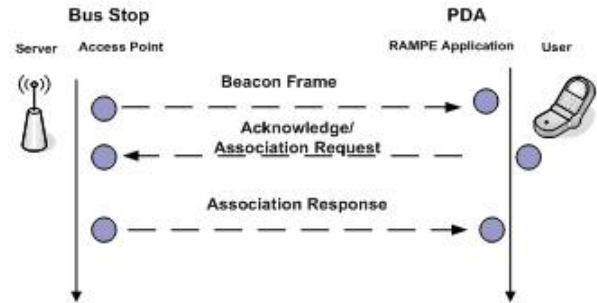 Bus Stop
PDA
Server
Access Point
RAMPE Application
User
Beacon Frame
Acknowledge/
Association Request
Association Response